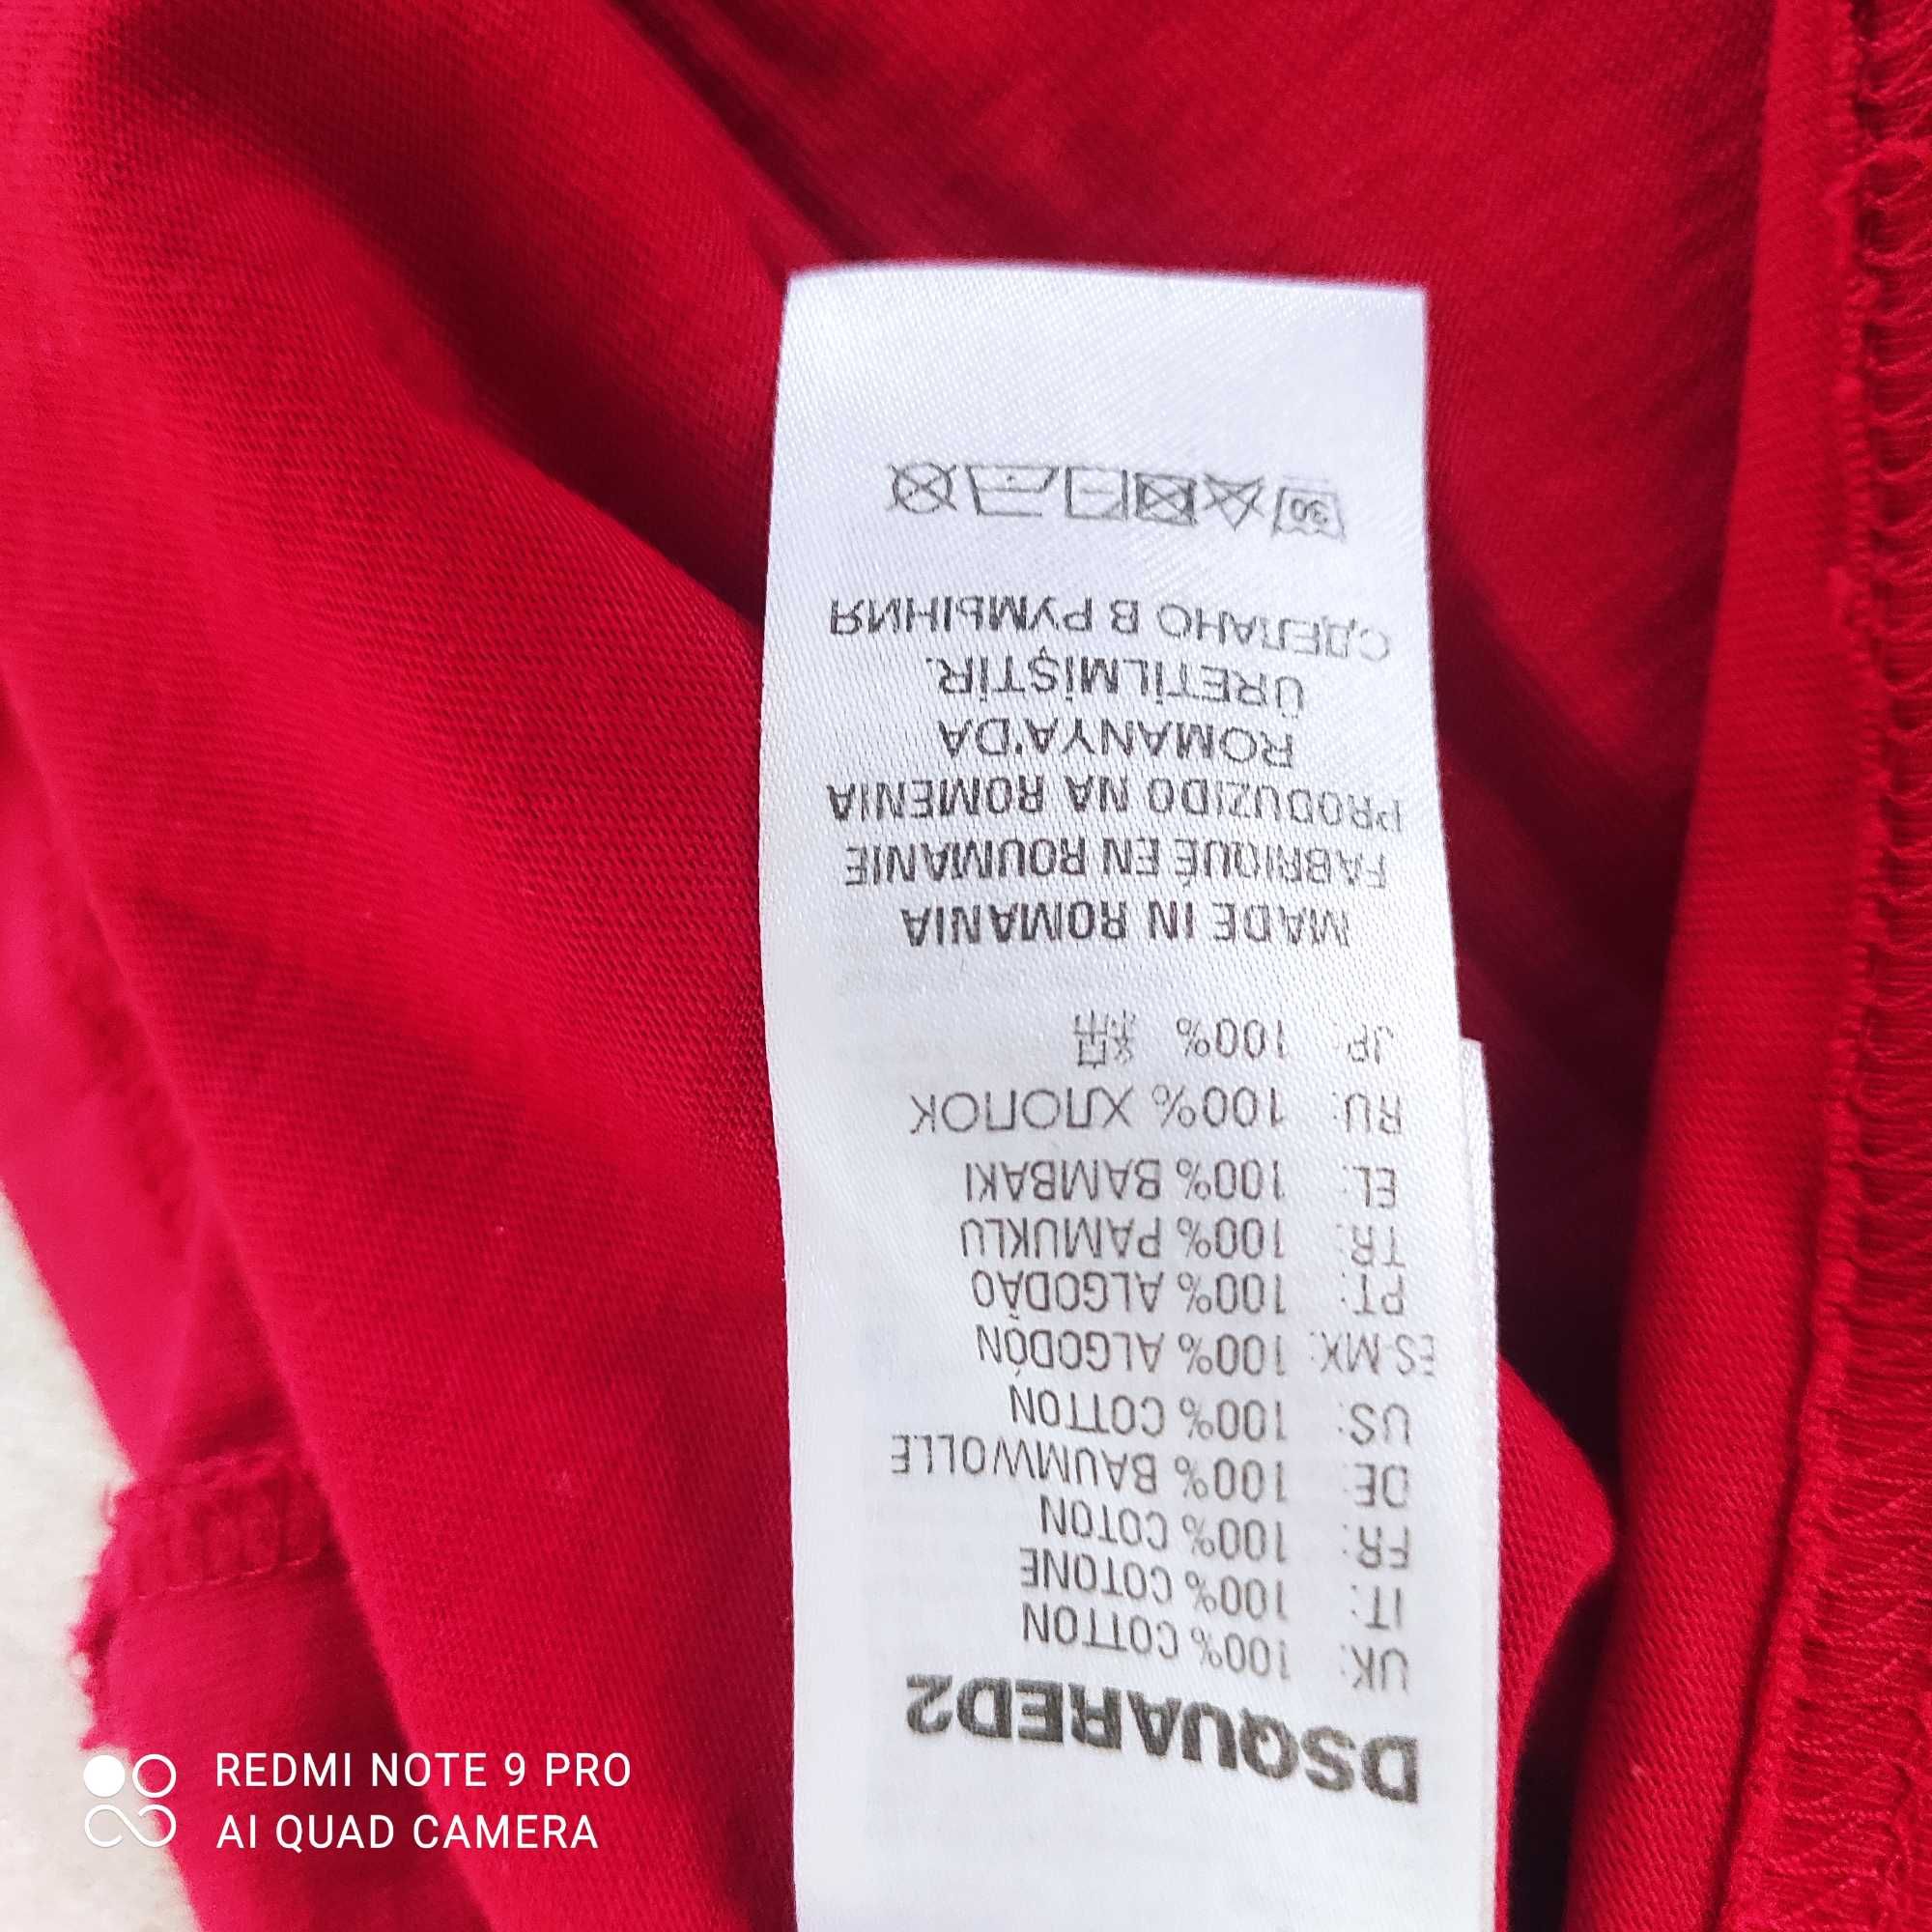 DSQUARED2
UK: 100% COTTON
IT: 100% COTONE
FR: 100% COTON
DE: 100% BAUMWOLLE
US: 100% COTTON
ES-MX: 100% ALGODÓN
PT: 100% ALGODÃO
TR: 100% PAMUKLU
EL: 100% BAMBAKI
RU: 100% ХЛОПОК
JP: 100% 綿
MADE IN ROMANIA
FABRIQUÉ EN ROUMANIE
PRODUZIDO NA ROMENIA
ROMANYA'DA
ÜRETİLMİŞTİR.
СДЕЛАНО В РУМЫНИЯ
30
REDMI NOTE 9 PRO
AI QUAD CAMERA